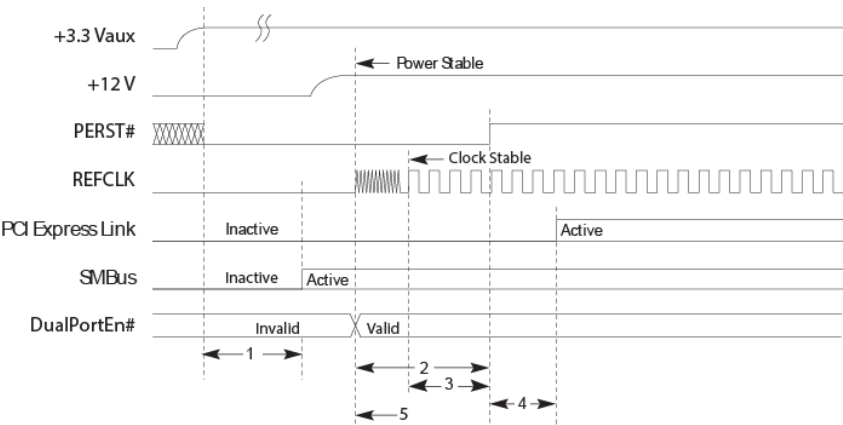 +3.3 Vaux
Power Stable
+12 V
PERST#
Clock Stable
REFCLK
PCI Express Link
Inactive
Active
SMBus
Inactive
Active
DualPortEn#
Invalid
Valid
1
2
3
4
5